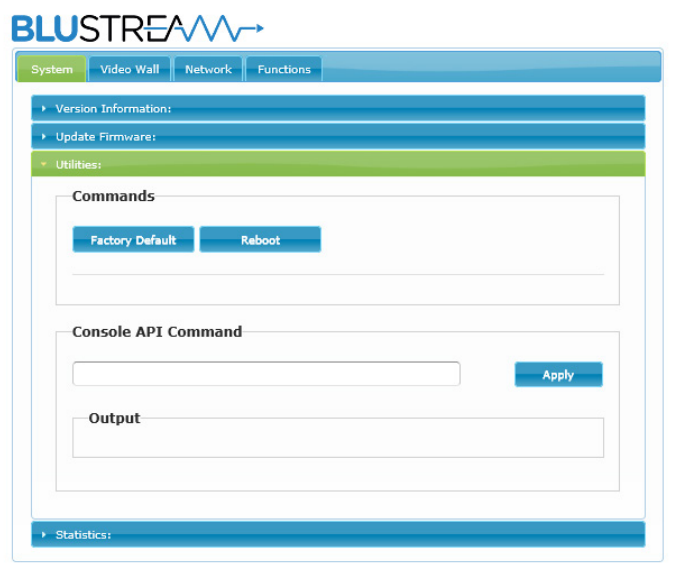 BLUSTREAM
System Video Wall Network Functions
Version Information:
Update Firmware:
Utilities:
Commands
Factory Default Reboot
Console API Command
Apply
Output
Statistics: